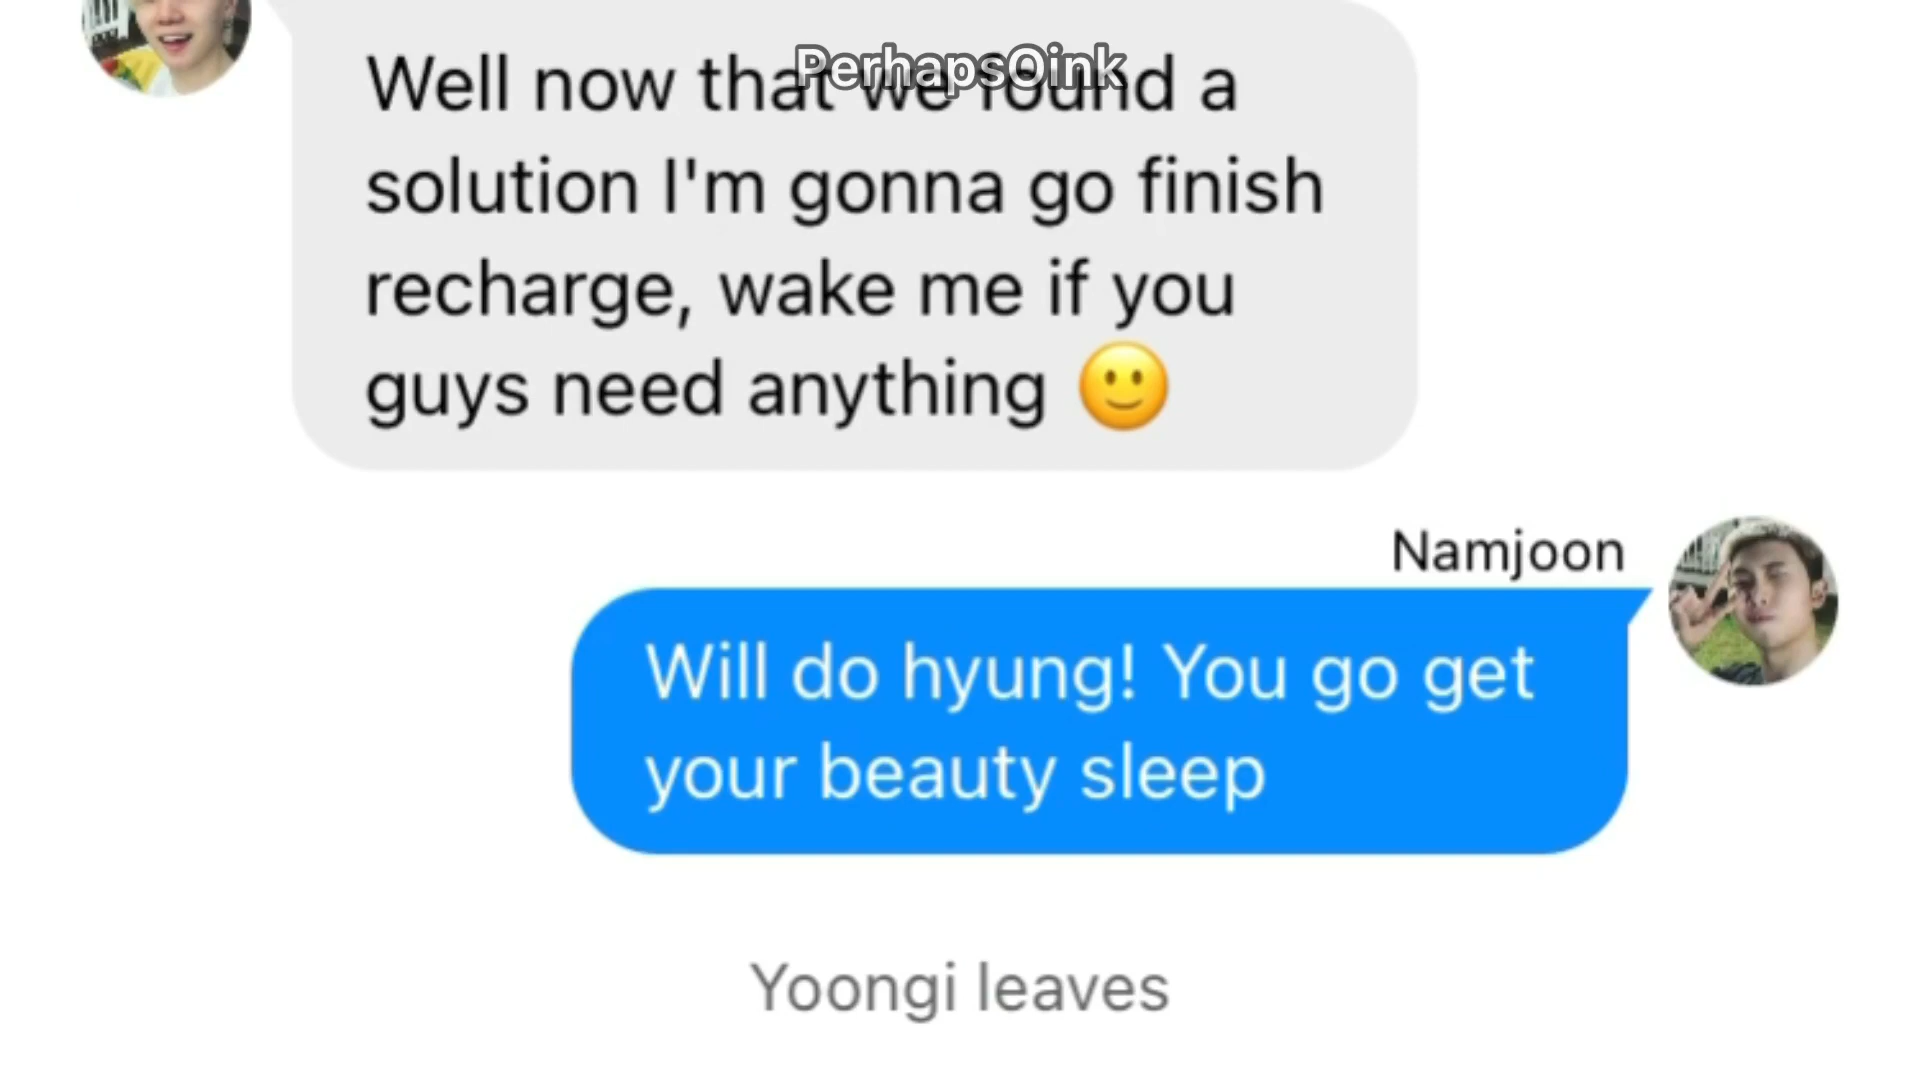 PerhapsOink
Well now that we found a
solution I'm gonna go finish
recharge, wake me if you
guys need anything 🙂
Namjoon
Will do hyung! You go get
your beauty sleep
Yoongi leaves